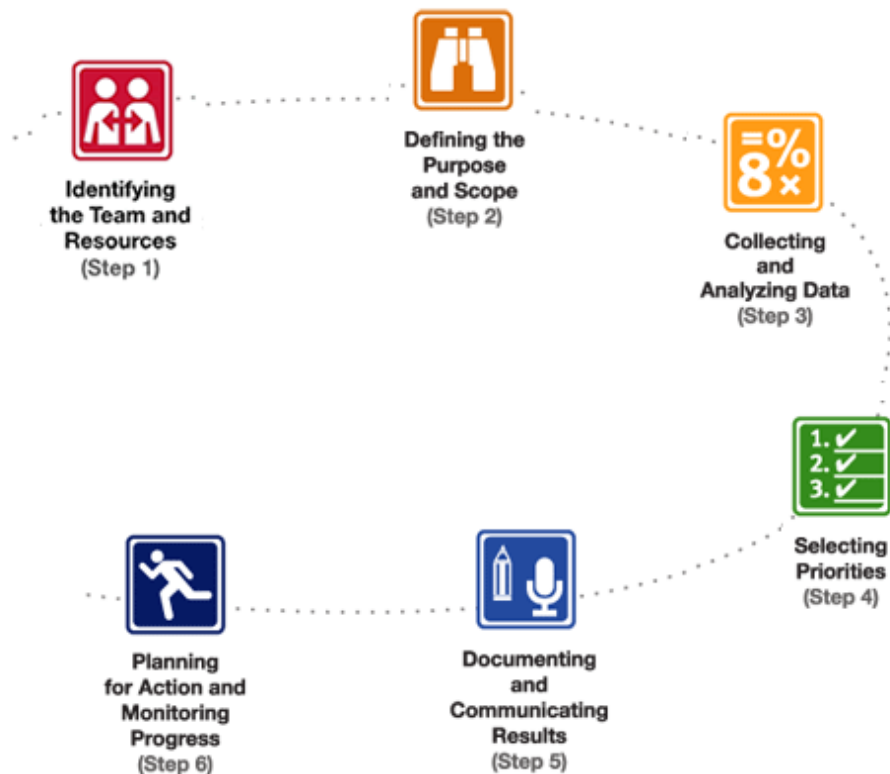 Identifying
the Team and
Resources
(Step 1)
Defining the
Purpose
and Scope
(Step 2)
=%
8×
Collecting
and
Analyzing Data
(Step 3)
1.✔
2.✔
3.✔
Selecting
Priorities
(Step 4)
Documenting
and
Communicating
Results
(Step 5)
Planning
for Action and
Monitoring
Progress
(Step 6)